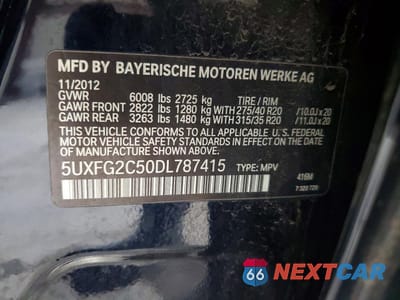 MFD BY BAYERISCHE MOTOREN WERKE AG
11/2012
GVWR 6008 lbs 2725 kg TIRE / RIM
GAWR FRONT 2822 lbs 1280 kg WITH 275/40 R20 /10.0J x 20
GAWR REAR 3263 lbs 1480 kg WITH 315/35 R20 /11.0J x 20
THIS VEHICLE CONFORMS TO ALL APPLICABLE U.S. FEDERAL
MOTOR VEHICLE SAFETY STANDARDS IN EFFECT ON THE DATE OF
MANUFACTURE SHOWN ABOVE.
5UXFG2C50DL787415 TYPE: MPV 416M
66 NEXTCAR